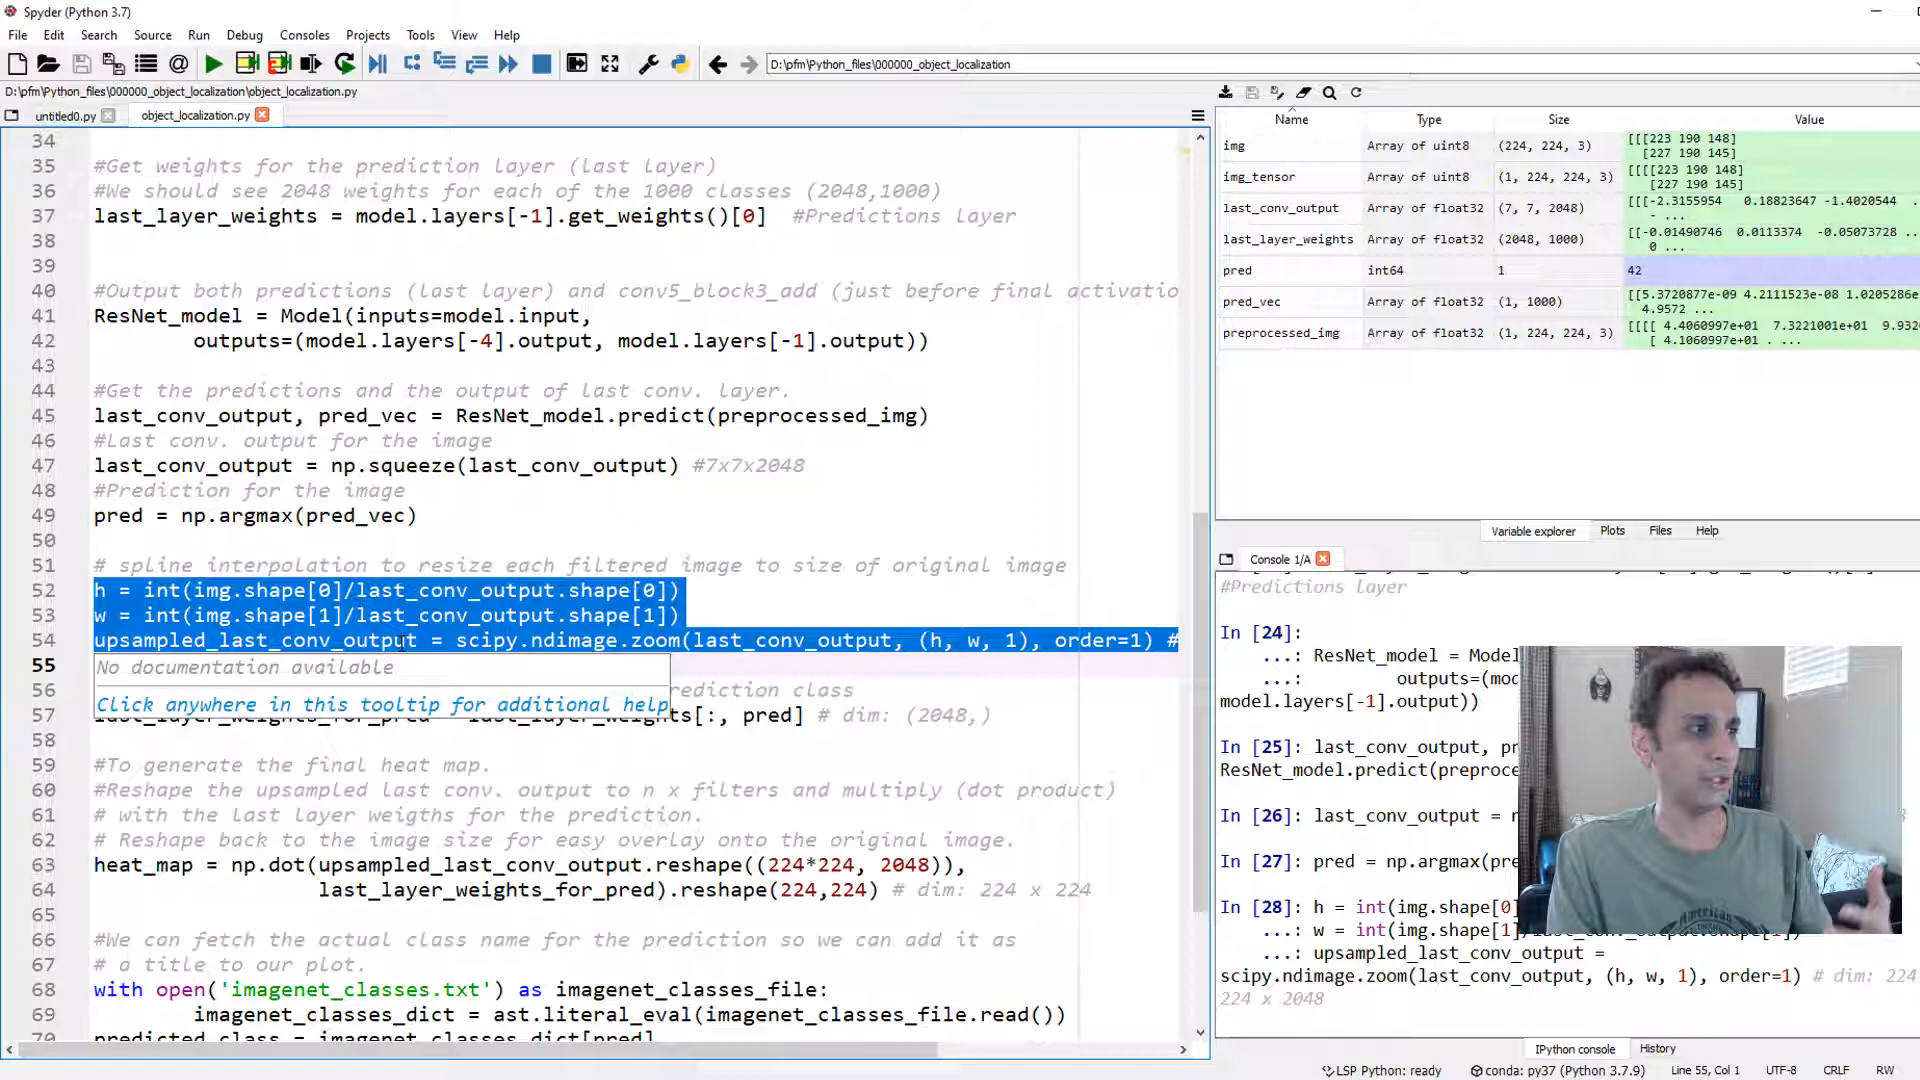 Spyder (Python 3.7)
File Edit Search Source Run Debug Consoles Projects Tools View Help
D:\pfm\Python_files\000000_object_localization
D:\pfm\Python_files\000000_object_localization\object_localization.py
untitled0.py object_localization.py
34
35 #Get weights for the prediction layer (last layer)
36 #We should see 2048 weights for each of the 1000 classes (2048,1000)
37 last_layer_weights = model.layers[-1].get_weights()[0] #Predictions layer
38
39
40 #Output both predictions (last layer) and conv5_block3_add (just before final activatio
41 ResNet_model = Model(inputs=model.input,
42 outputs=(model.layers[-4].output, model.layers[-1].output))
43
44 #Get the predictions and the output of last conv. layer.
45 last_conv_output, pred_vec = ResNet_model.predict(preprocessed_img)
46 #Last conv. output for the image
47 last_conv_output = np.squeeze(last_conv_output) #7x7x2048
48 #Prediction for the image
49 pred = np.argmax(pred_vec)
50
51 # spline interpolation to resize each filtered image to size of original image
52 h = int(img.shape[0]/last_conv_output.shape[0])
53 w = int(img.shape[1]/last_conv_output.shape[1])
54 upsampled_last_conv_output = scipy.ndimage.zoom(last_conv_output, (h, w, 1), order=1) #
55 No documentation available
56 rediction class
Click anywhere in this tooltip for additional help
57 last_layer_weights[:, pred] # dim: (2048,)
58
59 #To generate the final heat map.
60 #Reshape the upsampled last conv. output to n x filters and multiply (dot product)
61 # with the Last Layer weigths for the prediction.
62 # Reshape back to the image size for easy overlay onto the original image.
63 heat_map = np.dot(upsampled_last_conv_output.reshape((224*224, 2048)),
64 last_layer_weights_for_pred).reshape(224,224) # dim: 224 x 224
65
66 #We can fetch the actual class name for the prediction so we can add it as
67 # a title to our plot.
68 with open('imagenet_classes.txt') as imagenet_classes_file:
69 imagenet_classes_dict = ast.literal_eval(imagenet_classes_file.read())
70 predicted_class = imagenet_classes_dict[pred]
Name Type Size Value
img Array of uint8 (224, 224, 3) [[[223 190 148]
[227 190 145]
img_tensor Array of uint8 (1, 224, 224, 3) [[[[223 190 148]
[227 190 145]
last_conv_output Array of float32 (7, 7, 2048) [[[-2.3155954 0.18823647 -1.4020544 ..
- ...
last_layer_weights Array of float32 (2048, 1000) [[-0.01490746 0.0113374 -0.05073728 ..
0 ...
pred int64 1 42
pred_vec Array of float32 (1, 1000) [[5.3720877e-09 4.2111523e-08 1.0205286e
4.9572 ...
preprocessed_img Array of float32 (1, 224, 224, 3) [[[[ 4.4060997e+01 7.3221001e+01 9.932
[ 4.1060997e+01 . ...
Variable explorer Plots Files Help
Console 1/A
#Predictions layer
In [24]:
...: ResNet_model = Model
...: outputs=(mod
model.layers[-1].output))
In [25]: last_conv_output, pr
ResNet_model.predict(preproce
In [26]: last_conv_output = n
In [27]: pred = np.argmax(pre
In [28]: h = int(img.shape[0]
...: w = int(img.shape[1]
...: upsampled_last_conv_output =
scipy.ndimage.zoom(last_conv_output, (h, w, 1), order=1) # dim: 224
224 x 2048
IPython console History
LSP Python: ready conda: py37 (Python 3.7.9) Line 55, Col 1 UTF-8 CRLF RW